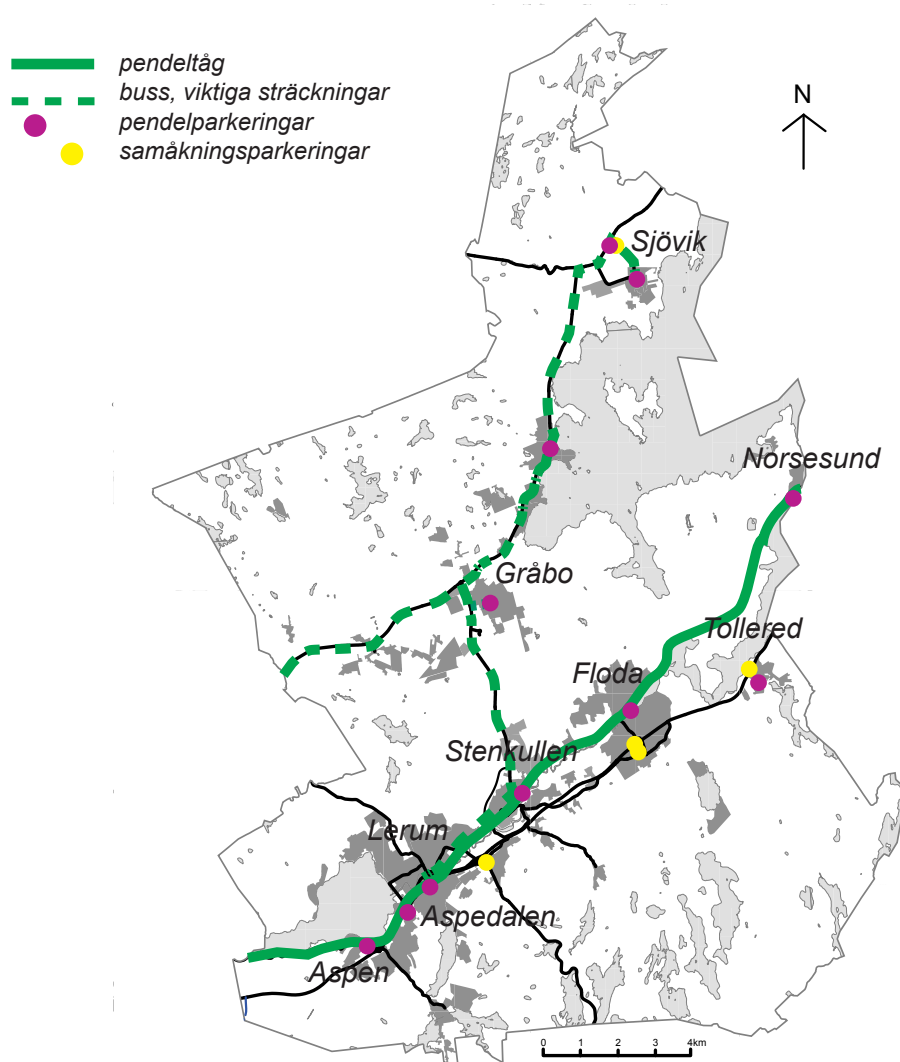 pendeltåg
buss, viktiga sträckningar
pendelparkeringar
samåkningsparkeringar
N
Sjövik
Norsesund
Gråbo
Tollered
Floda
Stenkullen
Lerum
Aspedalen
Aspen
0 1 2 3 4km